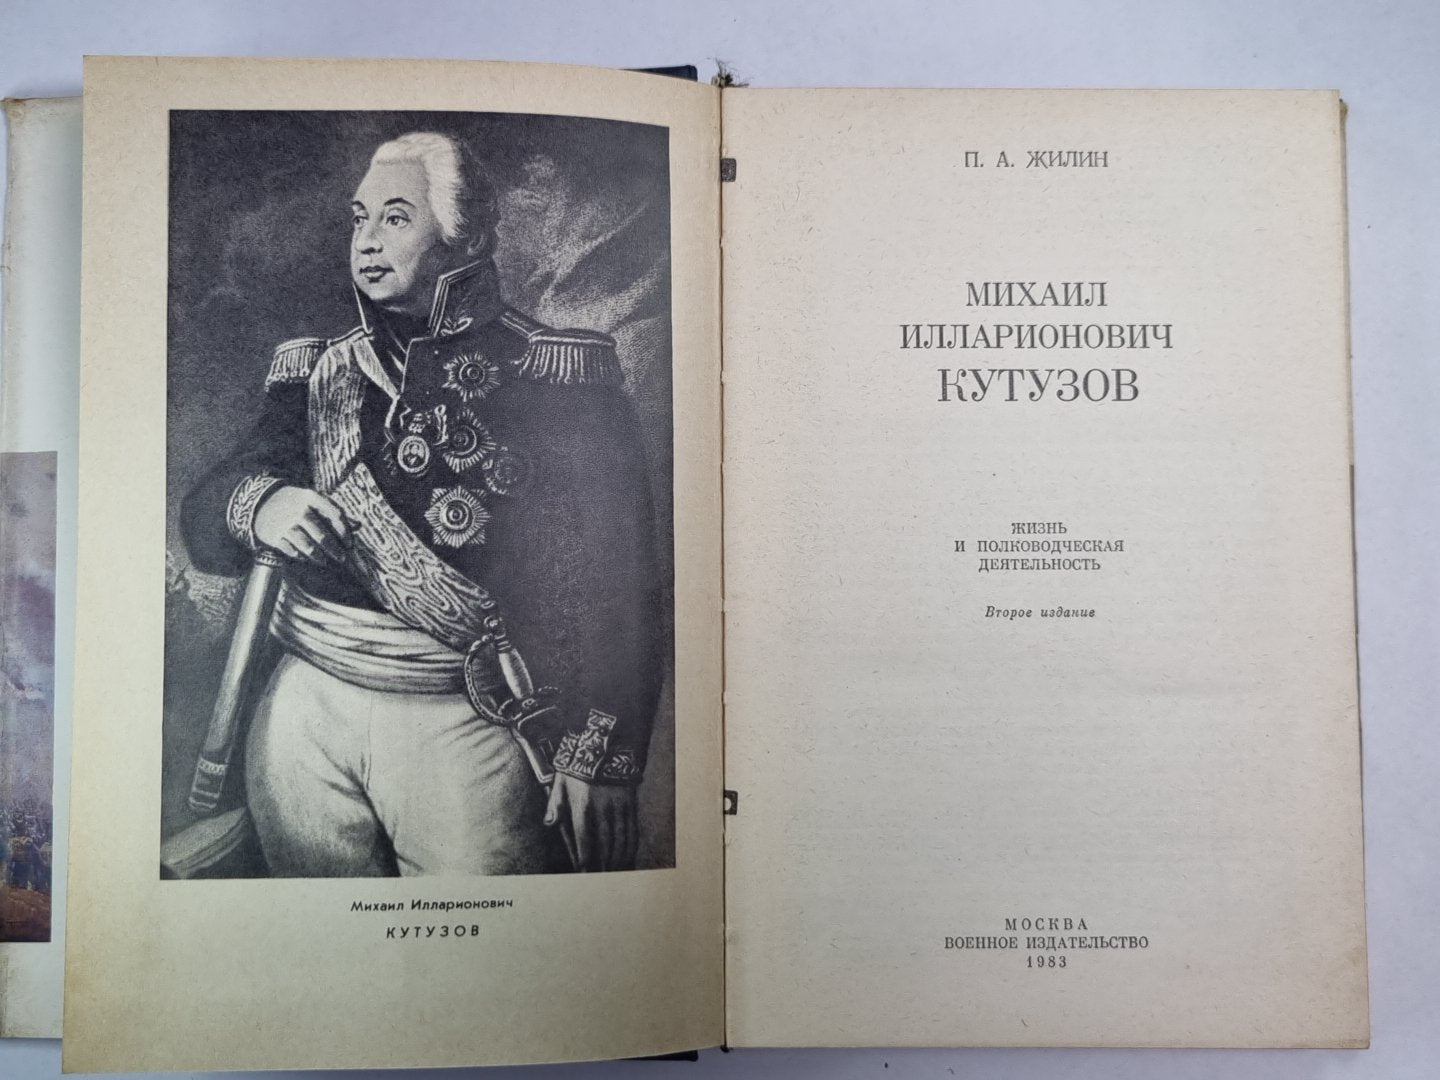 Михаил Илларионович
КУТУЗОВ
П. А. ЖИЛИН
МИХАИЛ
ИЛЛАРИОНОВИЧ
КУТУЗОВ
ЖИЗНЬ
И ПОЛКОВОДЧЕСКАЯ
ДЕЯТЕЛЬНОСТЬ
Второе издание
МОСКВА
ВОЕННОЕ ИЗДАТЕЛЬСТВО
1983